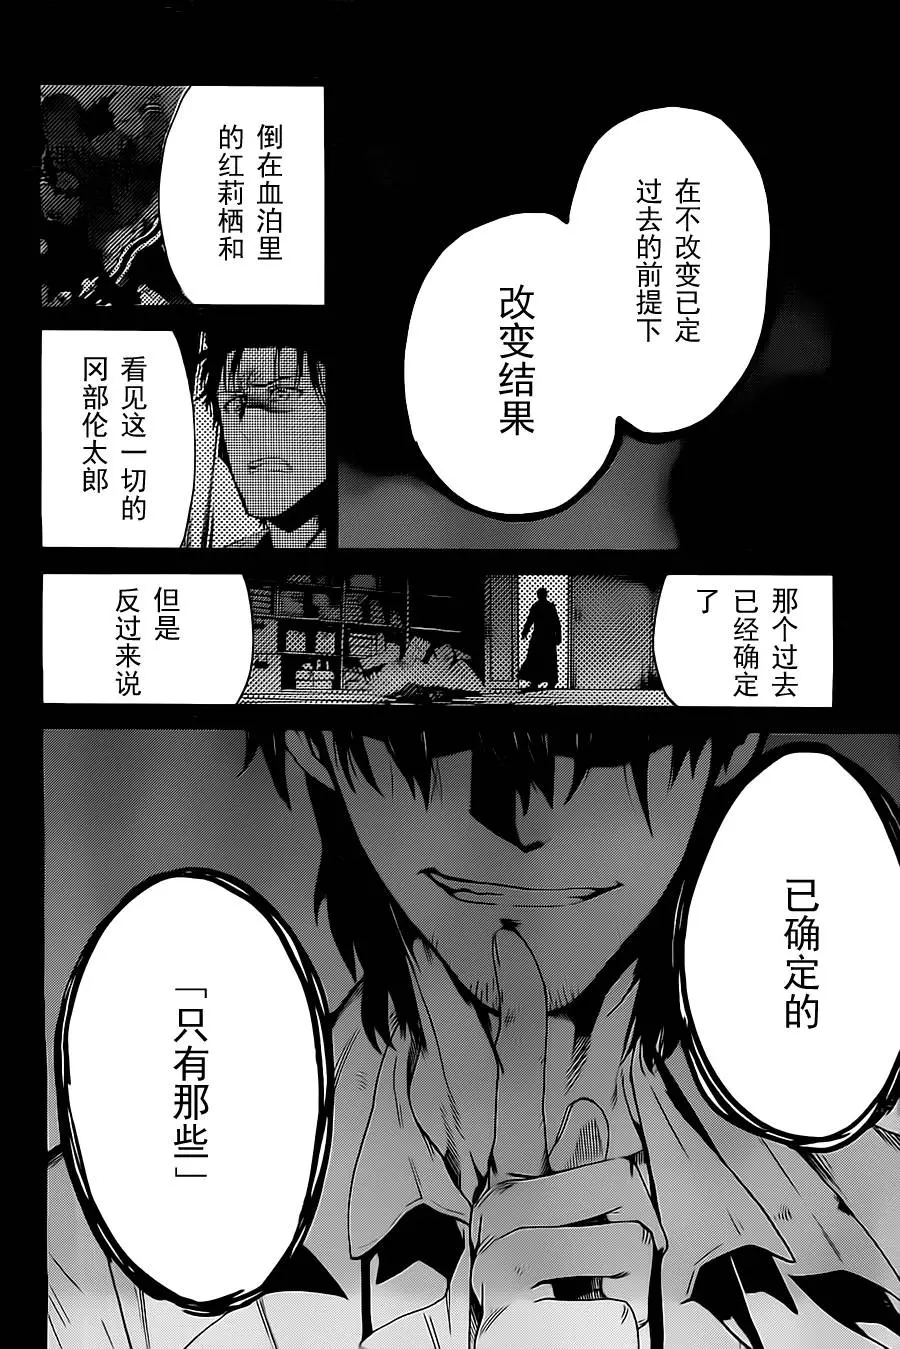 在不改变已定
过去的前提下
改变结果
倒在血泊里
的红莉栖和
看见这一切的
冈部伦太郎
那个过去
已经确定
了
但是
反过来说
已确定的
「只有那些」